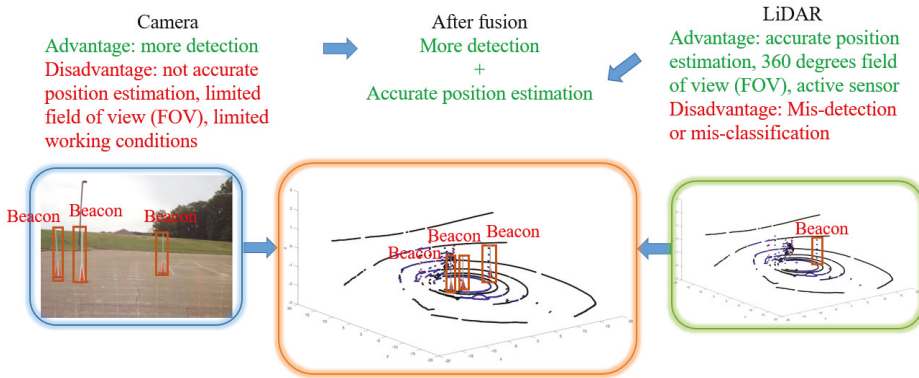 Camera
Advantage: more detection
Disadvantage: not accurate
position estimation, limited
field of view (FOV), limited
working conditions
After fusion
More detection
+
Accurate position estimation
LiDAR
Advantage: accurate position
estimation, 360 degrees field
of view (FOV), active sensor
Disadvantage: Mis-detection
or mis-classification
Beacon
Beacon
Beacon
Beacon
Beacon
Beacon